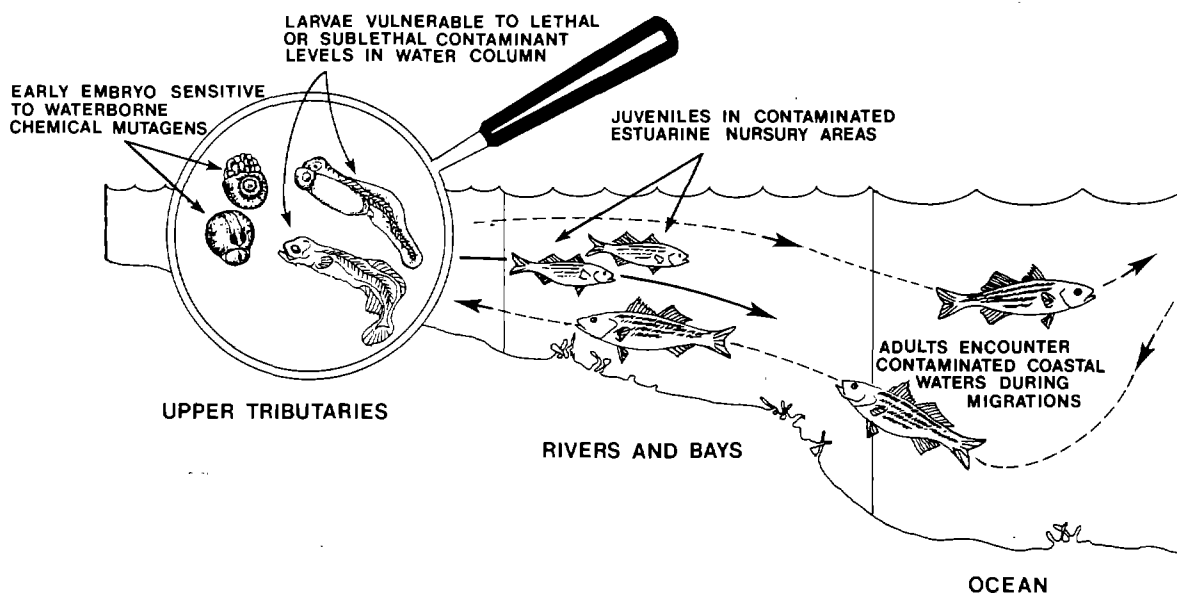 LARVAE VULNERABLE TO LETHAL
OR SUBLETHAL CONTAMINANT
LEVELS IN WATER COLUMN
EARLY EMBRYO SENSITIVE
TO WATERBORNE
CHEMICAL MUTAGENS
JUVENILES IN CONTAMINATED
ESTUARINE NURSURY AREAS
ADULTS ENCOUNTER
CONTAMINATED COASTAL
WATERS DURING
MIGRATIONS
UPPER TRIBUTARIES
RIVERS AND BAYS
OCEAN